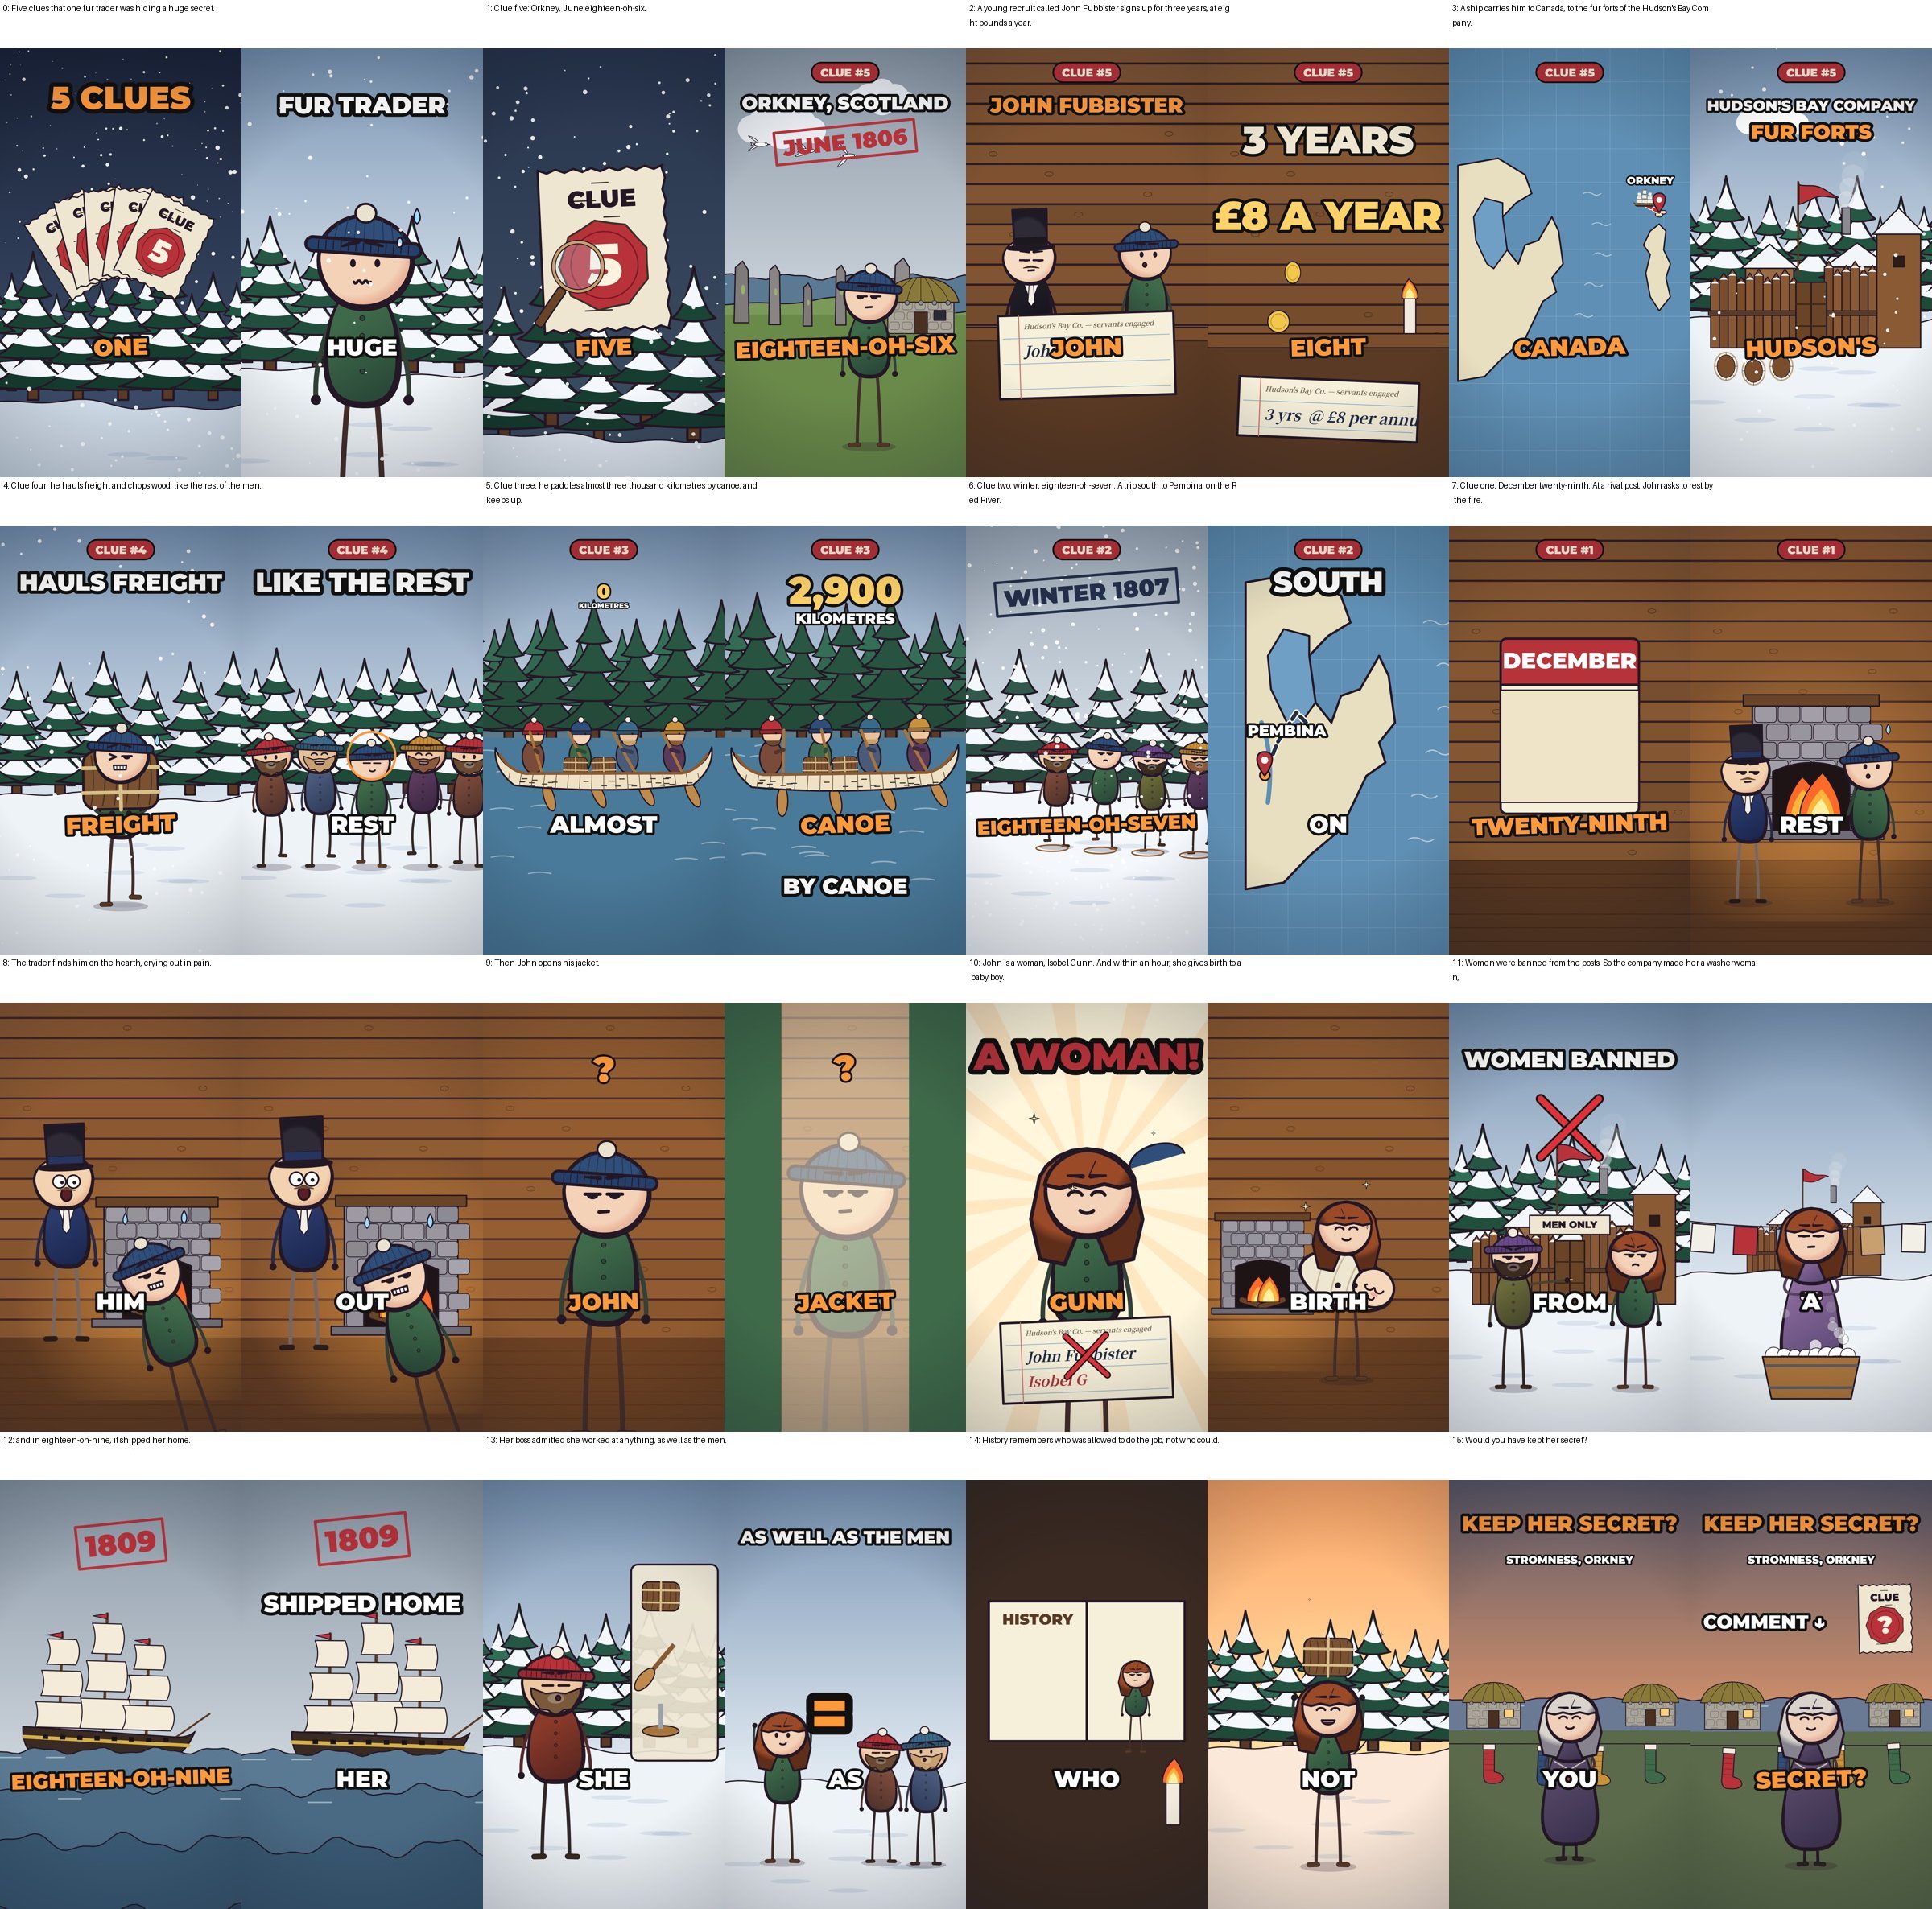 0: Five clues that one fur trader was hiding a huge secret.
1: Clue five: Orkney, June eighteen-oh-six.
2: A young recruit called John Fubbister signs up for three years, at eig
ht pounds a year.
3: A ship carries him to Canada, to the fur forts of the Hudson's Bay Com
pany.
5 CLUES
CLUE
5
ONE
FUR TRADER
HUGE
CLUE
5
FIVE
CLUE #5
ORKNEY, SCOTLAND
JUNE 1806
EIGHTEEN-OH-SIX
CLUE #5
JOHN FUBBISTER
Hudson's Bay Co. — servants engaged
Joh
JOHN
CLUE #5
3 YEARS
£8 A YEAR
EIGHT
Hudson's Bay Co. — servants engaged
3 yrs @ £8 per annu
CLUE #5
ORKNEY
CANADA
CLUE #5
HUDSON'S BAY COMPANY
FUR FORTS
HUDSON'S
4: Clue four: he hauls freight and chops wood, like the rest of the men.
5: Clue three: he paddles almost three thousand kilometres by canoe, and
keeps up.
6: Clue two: winter, eighteen-oh-seven. A trip south to Pembina, on the R
ed River.
7: Clue one: December twenty-ninth. At a rival post, John asks to rest by
the fire.
CLUE #4
HAULS FREIGHT
FREIGHT
CLUE #4
LIKE THE REST
REST
CLUE #3
0
KILOMETRES
ALMOST
CLUE #3
2,900
KILOMETRES
CANOE
BY CANOE
CLUE #2
WINTER 1807
EIGHTEEN-OH-SEVEN
CLUE #2
SOUTH
PEMBINA
ON
CLUE #1
DECEMBER
TWENTY-NINTH
CLUE #1
REST
8: The trader finds him on the hearth, crying out in pain.
9: Then John opens his jacket.
10: John is a woman, Isobel Gunn. And within an hour, she gives birth to a
baby boy.
11: Women were banned from the posts. So the company made her a washerwoma
n,
HIM
OUT
?
JOHN
?
JACKET
A WOMAN!
GUNN
Hudson's Bay Co. — servants engaged
John Fubbister
Isobel G
BIRTH
WOMEN BANNED
MEN ONLY
FROM
A
12: and in eighteen-oh-nine, it shipped her home.
13: Her boss admitted she worked at anything, as well as the men.
14: History remembers who was allowed to do the job, not who could.
15: Would you have kept her secret?
1809
EIGHTEEN-OH-NINE
1809
SHIPPED HOME
HER
SHE
AS WELL AS THE MEN
=
AS
HISTORY
WHO
NOT
KEEP HER SECRET?
STROMNESS, ORKNEY
YOU
KEEP HER SECRET?
STROMNESS, ORKNEY
CLUE
?
COMMENT ↓
SECRET?